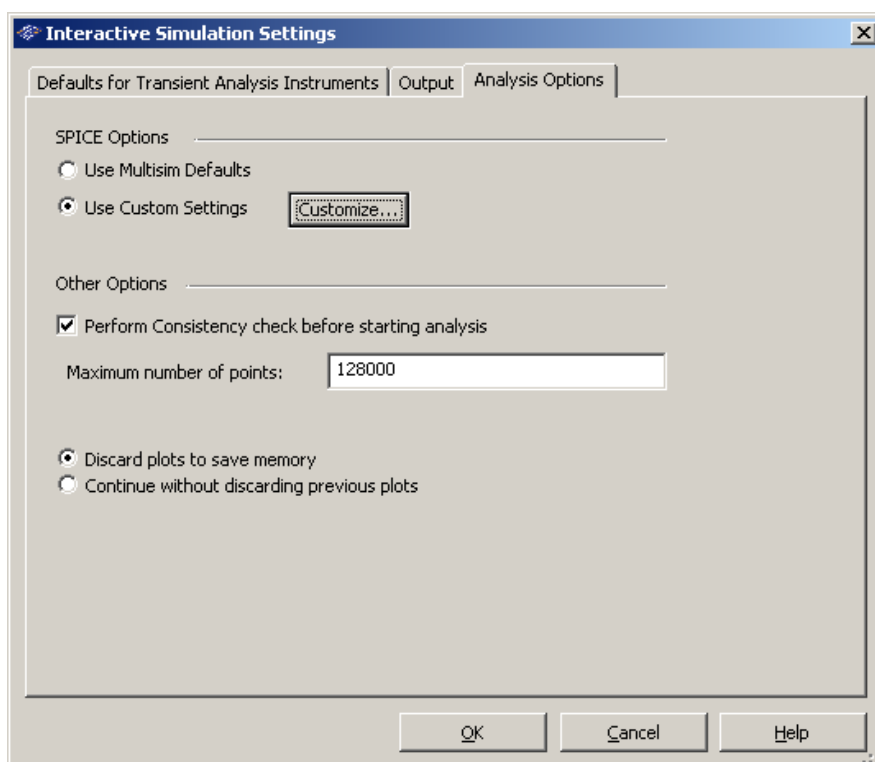 Interactive Simulation Settings
Defaults for Transient Analysis Instruments Output Analysis Options
SPICE Options
Use Multisim Defaults
Use Custom Settings Customize...
Other Options
Perform Consistency check before starting analysis
Maximum number of points: 128000
Discard plots to save memory
Continue without discarding previous plots
OK Cancel Help